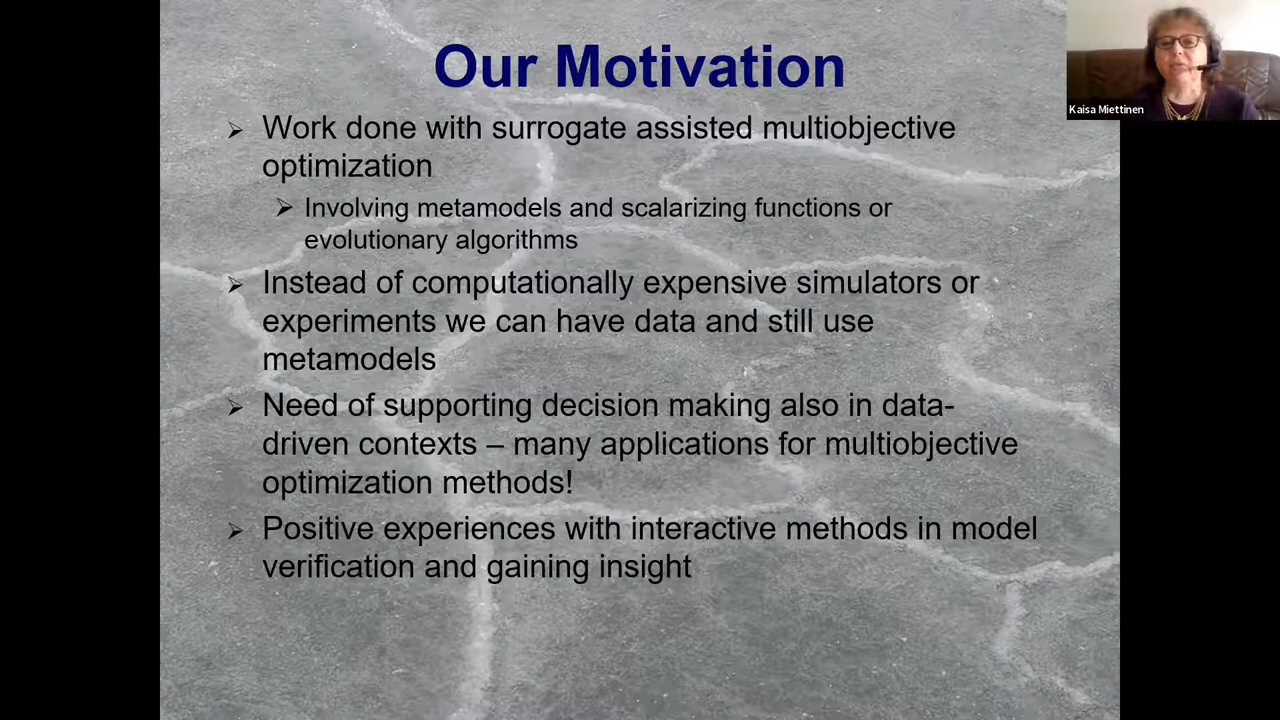 Our Motivation
Kaisa Miettinen
Work done with surrogate assisted multiobjective
optimization
Involving metamodels and scalarizing functions or
evolutionary algorithms
Instead of computationally expensive simulators or
experiments we can have data and still use
metamodels
Need of supporting decision making also in data-
driven contexts – many applications for multiobjective
optimization methods!
Positive experiences with interactive methods in model
verification and gaining insight